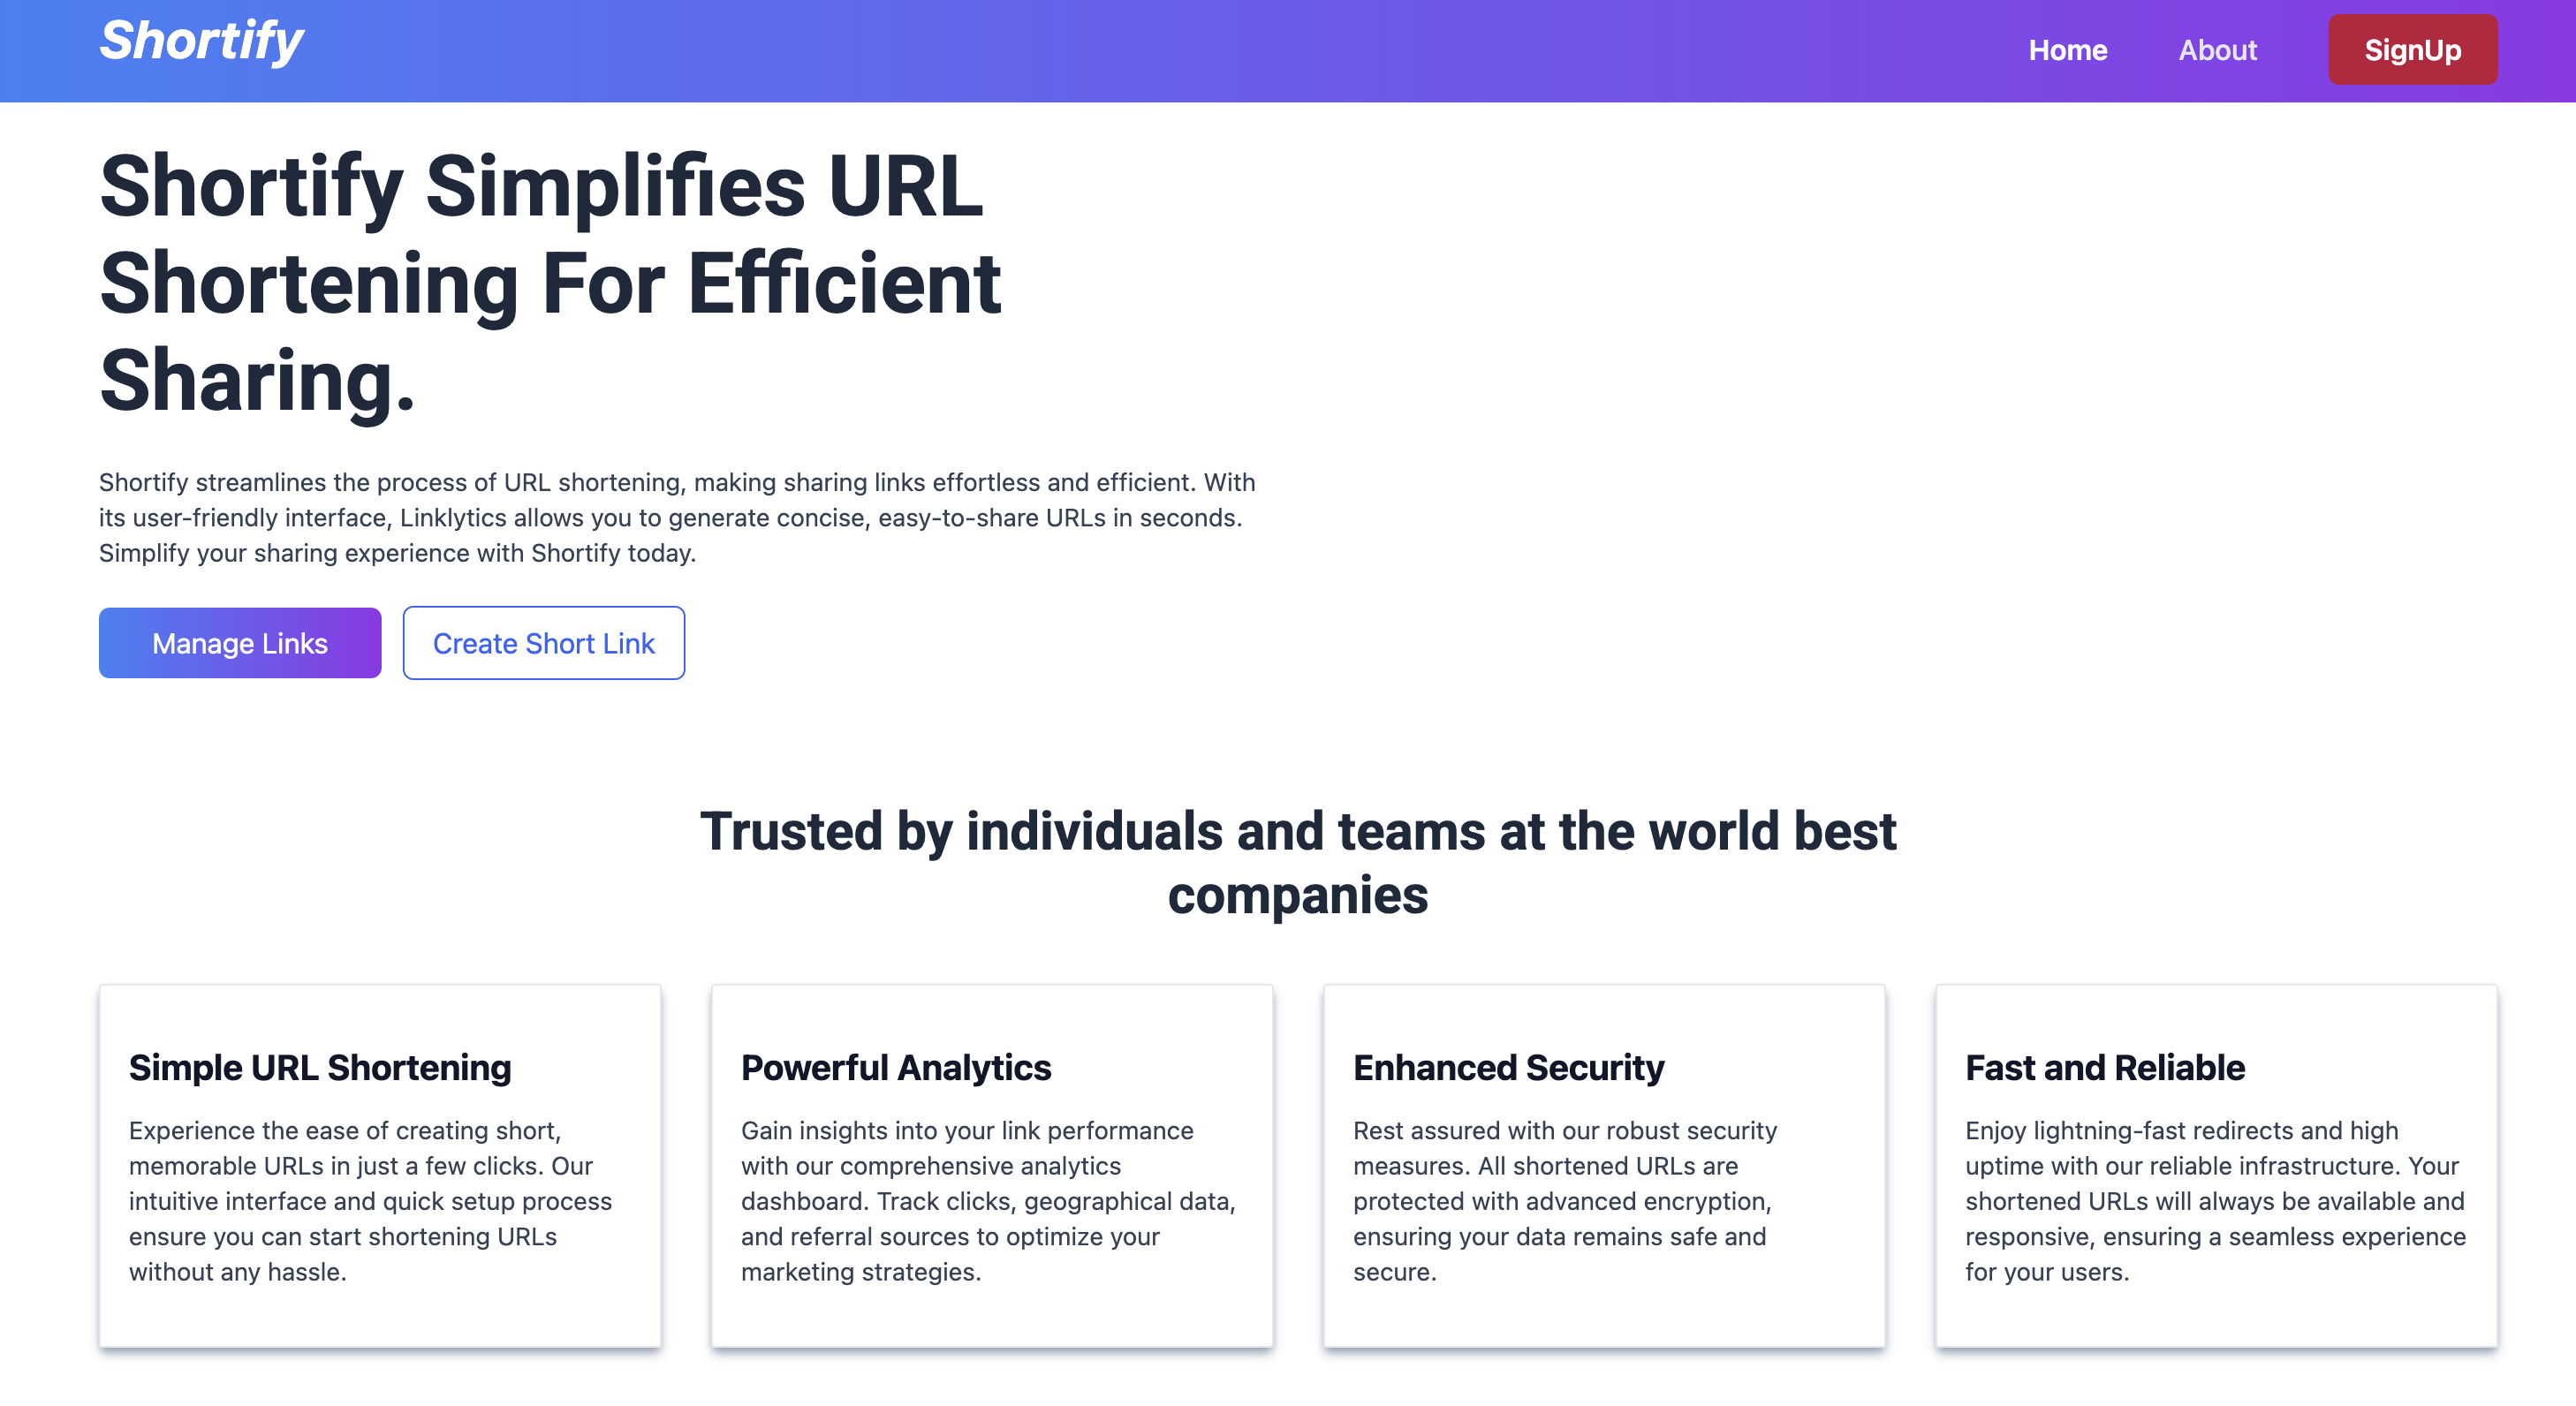 Shortify
Home
About
SignUp
Shortify Simplifies URL
Shortening For Efficient
Sharing.
Shortify streamlines the process of URL shortening, making sharing links effortless and efficient. With
its user-friendly interface, Linklytics allows you to generate concise, easy-to-share URLs in seconds.
Simplify your sharing experience with Shortify today.
Manage Links
Create Short Link
Trusted by individuals and teams at the world best
companies
Simple URL Shortening
Experience the ease of creating short,
memorable URLs in just a few clicks. Our
intuitive interface and quick setup process
ensure you can start shortening URLs
without any hassle.
Powerful Analytics
Gain insights into your link performance
with our comprehensive analytics
dashboard. Track clicks, geographical data,
and referral sources to optimize your
marketing strategies.
Enhanced Security
Rest assured with our robust security
measures. All shortened URLs are
protected with advanced encryption,
ensuring your data remains safe and
secure.
Fast and Reliable
Enjoy lightning-fast redirects and high
uptime with our reliable infrastructure. Your
shortened URLs will always be available and
responsive, ensuring a seamless experience
for your users.